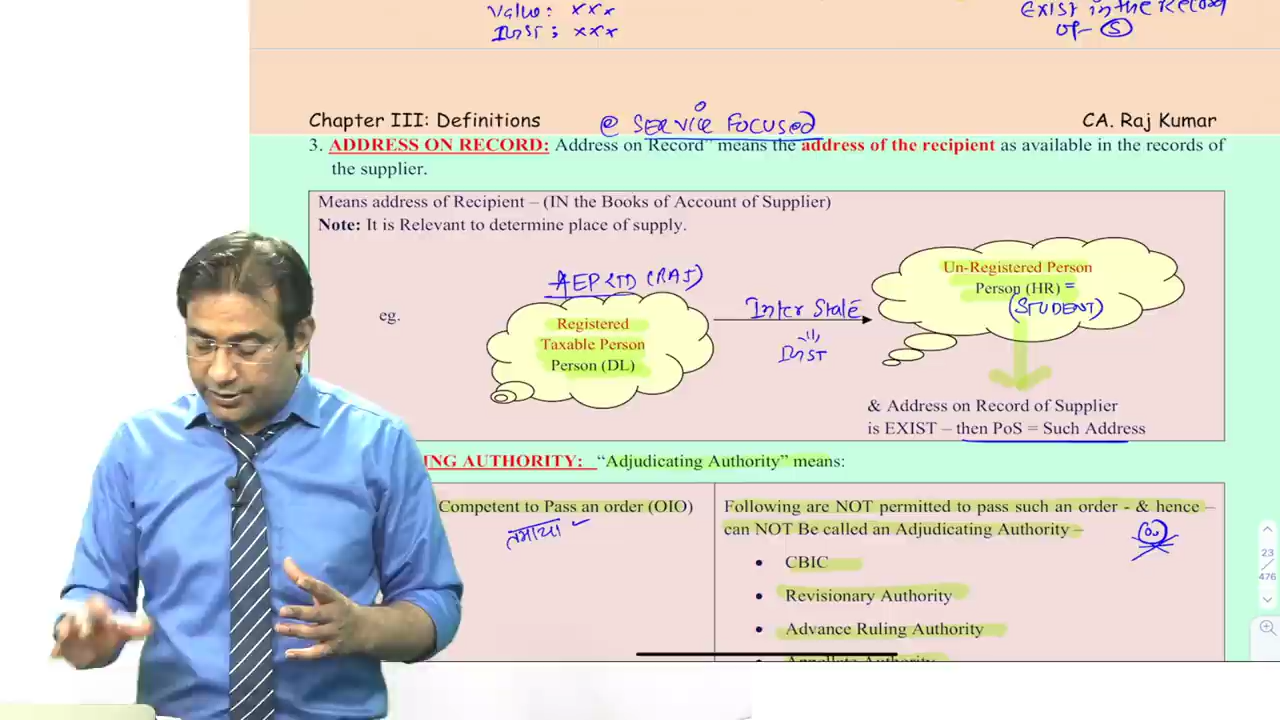 Value: xxx
Exist in the Record
of- (S)
Chapter III: Definitions
@ SERVICE FOCUSED
CA. Raj Kumar
3. ADDRESS ON RECORD: Address on Record” means the address of the recipient as available in the records of
the supplier.
Means address of Recipient – (IN the Books of Account of Supplier)
Note: It is Relevant to determine place of supply.
eg.
(RAJ)
Registered
Taxable Person
Person (DL)
Inter State
Un-Registered Person
Person (HR) =
(STUDENT)
& Address on Record of Supplier
is EXIST – then PoS = Such Address
ING AUTHORITY: “Adjudicating Authority” means:
Competent to Pass an order (OIO)
Following are NOT permitted to pass such an order - & hence –
can NOT Be called an Adjudicating Authority –
• CBIC
• Revisionary Authority
• Advance Ruling Authority
Appellate Authority
23
/
476